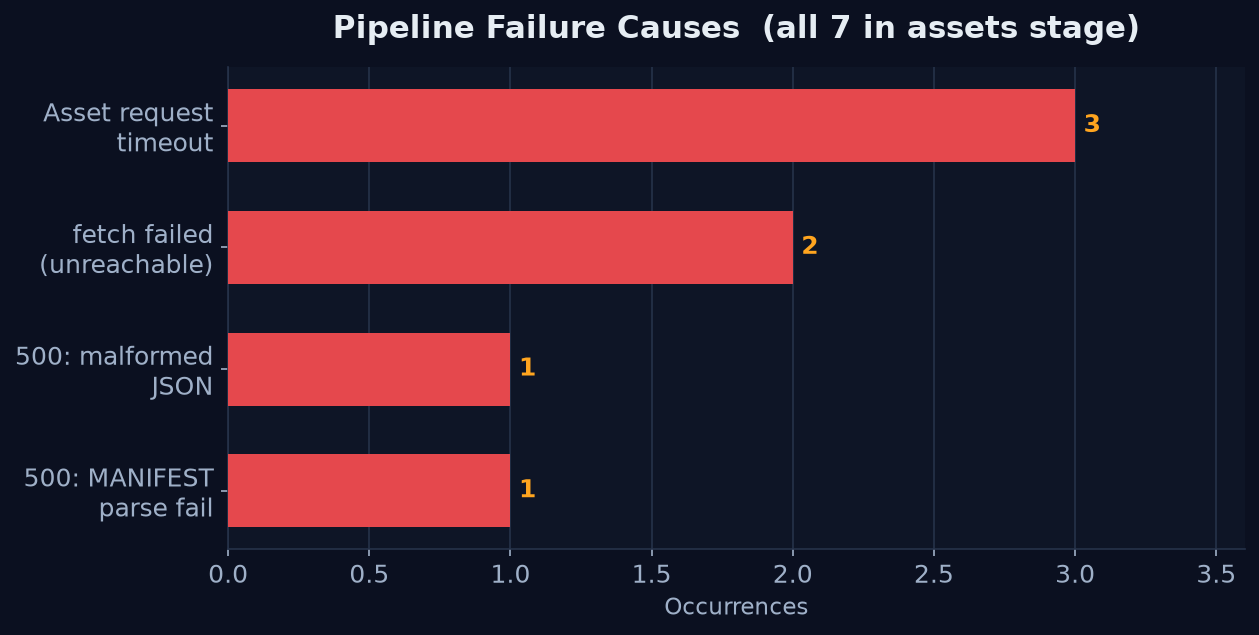 Pipeline Failure Causes  (all 7 in assets stage)
Asset request
timeout
3
fetch failed
(unreachable)
2
500: malformed
JSON
1
500: MANIFEST
parse fail
1
0.0 0.5 1.0 1.5 2.0 2.5 3.0 3.5
Occurrences